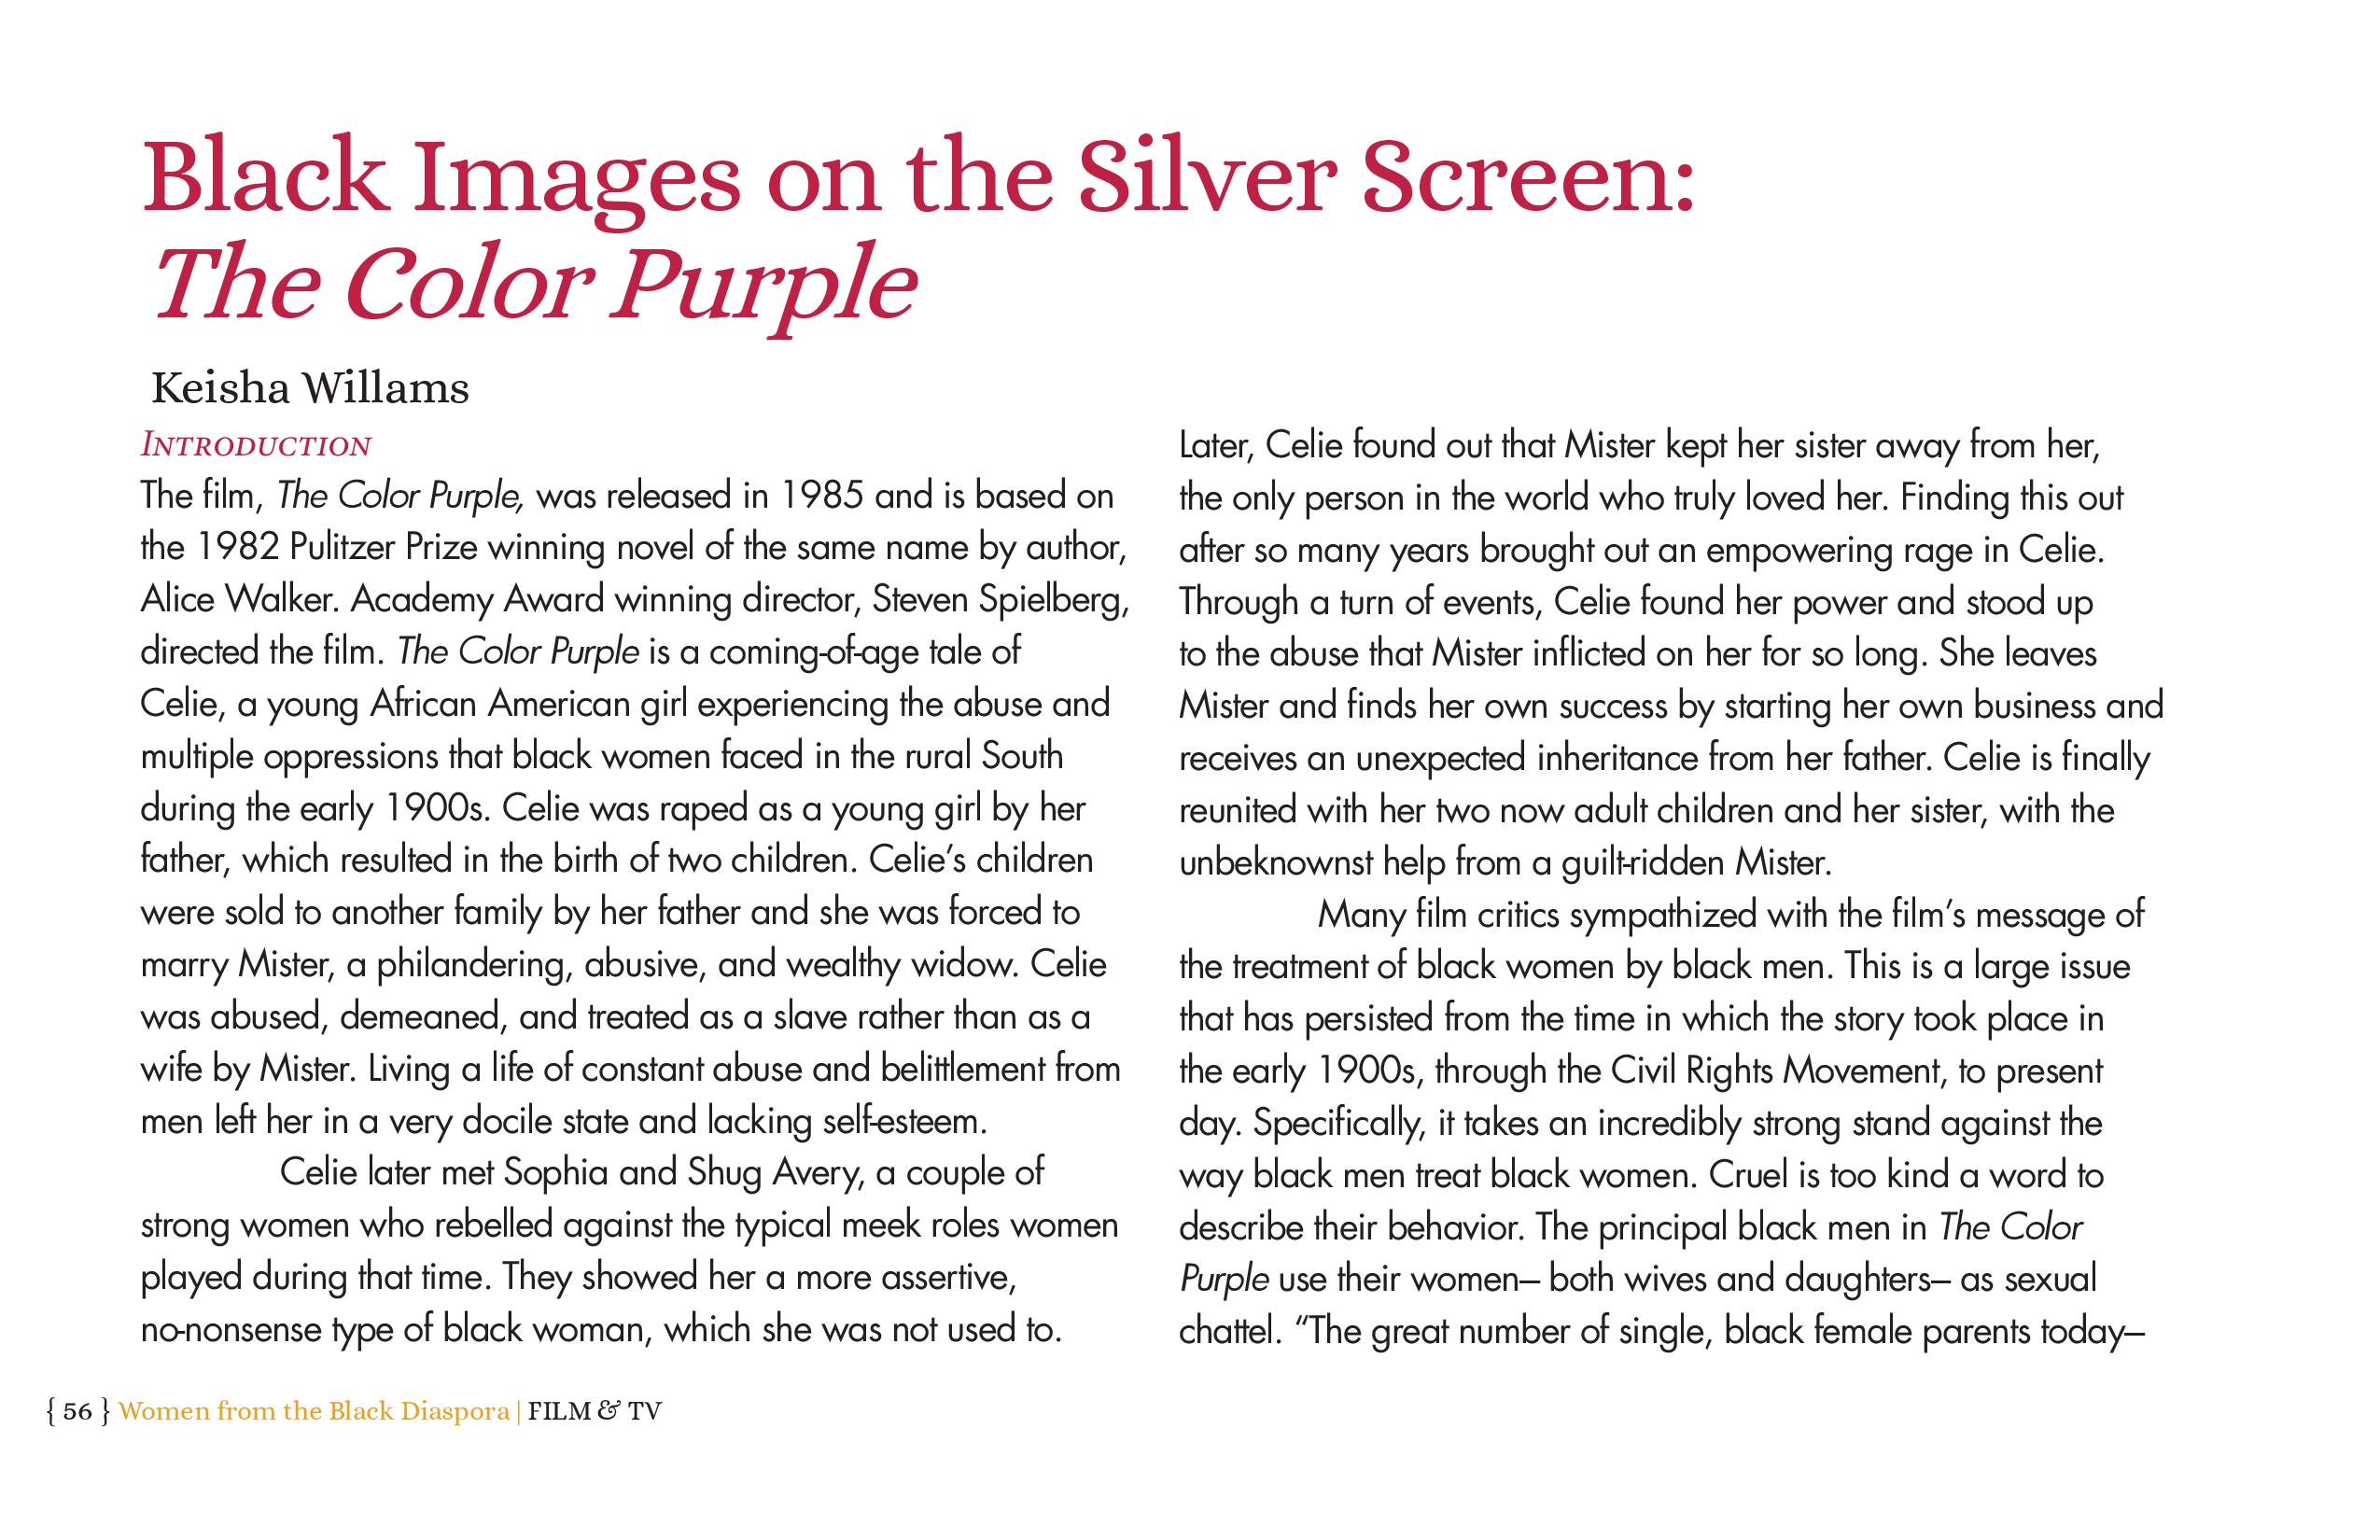 Black Images on the Silver Screen:
The Color Purple
Keisha Willams
Introduction
The film, The Color Purple, was released in 1985 and is based on
the 1982 Pulitzer Prize winning novel of the same name by author,
Alice Walker. Academy Award winning director, Steven Spielberg,
directed the film. The Color Purple is a coming-of-age tale of
Celie, a young African American girl experiencing the abuse and
multiple oppressions that black women faced in the rural South
during the early 1900s. Celie was raped as a young girl by her
father, which resulted in the birth of two children. Celie’s children
were sold to another family by her father and she was forced to
marry Mister, a philandering, abusive, and wealthy widow. Celie
was abused, demeaned, and treated as a slave rather than as a
wife by Mister. Living a life of constant abuse and belittlement from
men left her in a very docile state and lacking self-esteem.
Celie later met Sophia and Shug Avery, a couple of
strong women who rebelled against the typical meek roles women
played during that time. They showed her a more assertive,
no-nonsense type of black woman, which she was not used to.
Later, Celie found out that Mister kept her sister away from her,
the only person in the world who truly loved her. Finding this out
after so many years brought out an empowering rage in Celie.
Through a turn of events, Celie found her power and stood up
to the abuse that Mister inflicted on her for so long. She leaves
Mister and finds her own success by starting her own business and
receives an unexpected inheritance from her father. Celie is finally
reunited with her two now adult children and her sister, with the
unbeknownst help from a guilt-ridden Mister.
Many film critics sympathized with the film’s message of
the treatment of black women by black men. This is a large issue
that has persisted from the time in which the story took place in
the early 1900s, through the Civil Rights Movement, to present
day. Specifically, it takes an incredibly strong stand against the
way black men treat black women. Cruel is too kind a word to
describe their behavior. The principal black men in The Color
Purple use their women– both wives and daughters– as sexual
chattel. “The great number of single, black female parents today–
{ 56 } Women from the Black Diaspora | FILM & TV